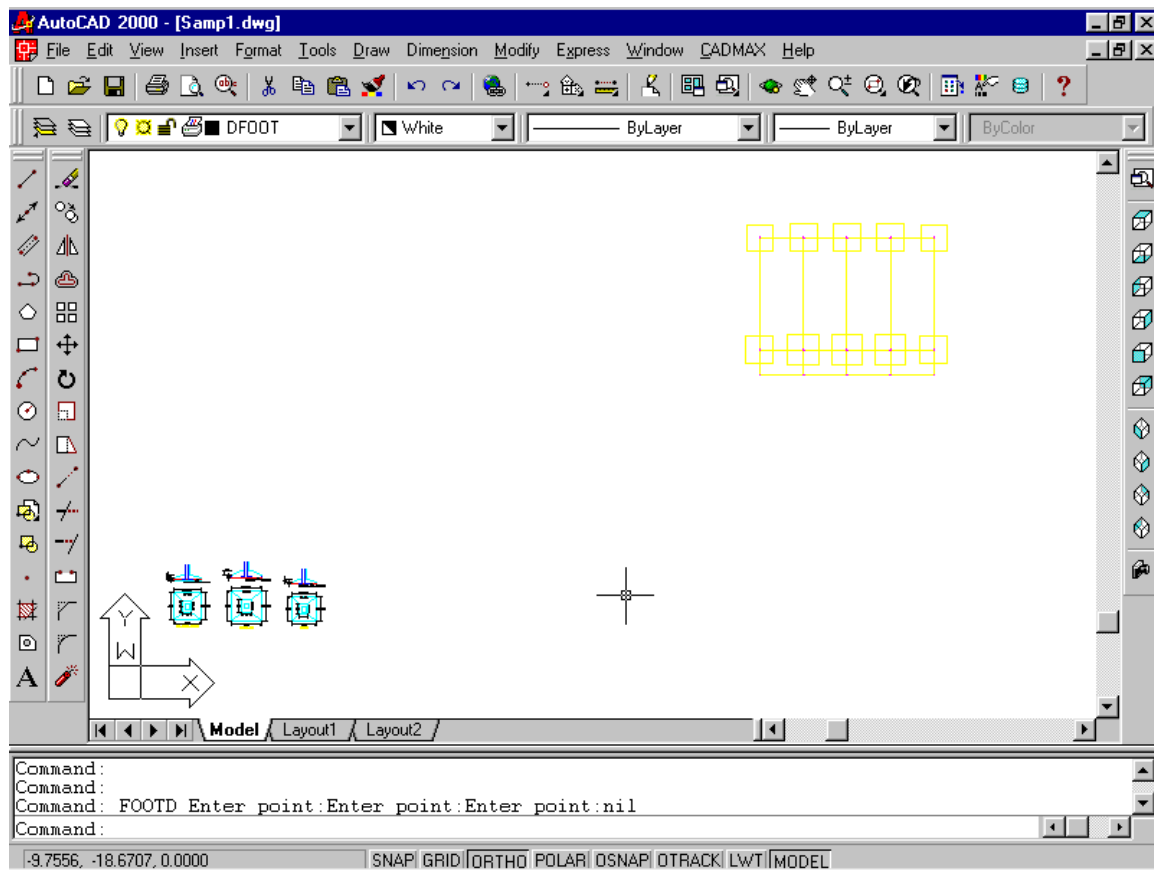 AutoCAD 2000 - [Samp1.dwg]
File Edit View Insert Format Tools Draw Dimension Modify Express Window CADMAX Help
DFOOT White ByLayer ByLayer ByColor
A
Y
W
X
Model Layout1 Layout2
Command:
Command:
Command: FOOTD Enter point:Enter point:Enter point:nil
Command:
-9.7556, -18.6707, 0.0000 SNAP GRID ORTHO POLAR OSNAP OTRACK LWT MODEL